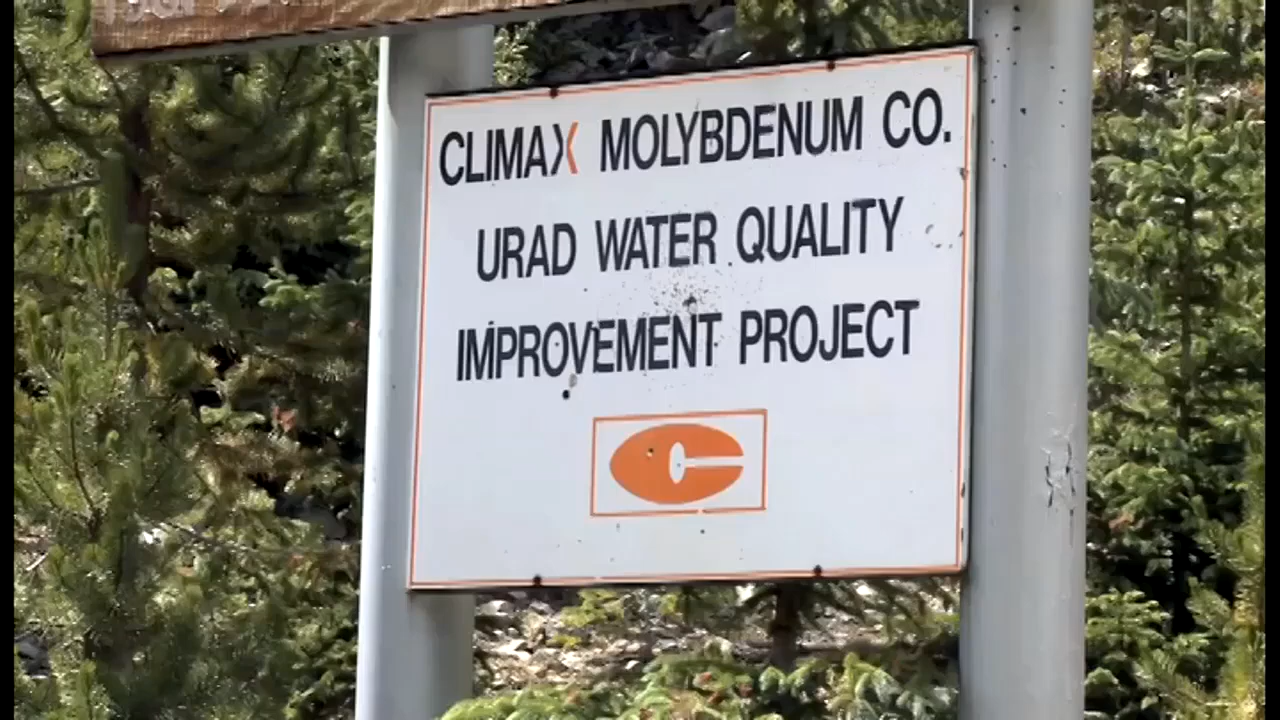 CLIMAX MOLYBDENUM CO.
URAD WATER QUALITY
IMPROVEMENT PROJECT
C